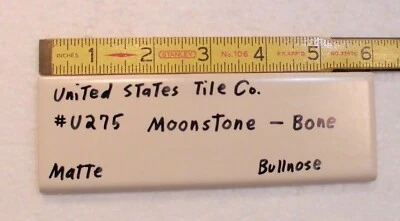 INCHES 1 2 STANLEY 3 No. 106 4 5 6
United States Tile Co.
#U275 Moonstone - Bone
Matte Bullnose